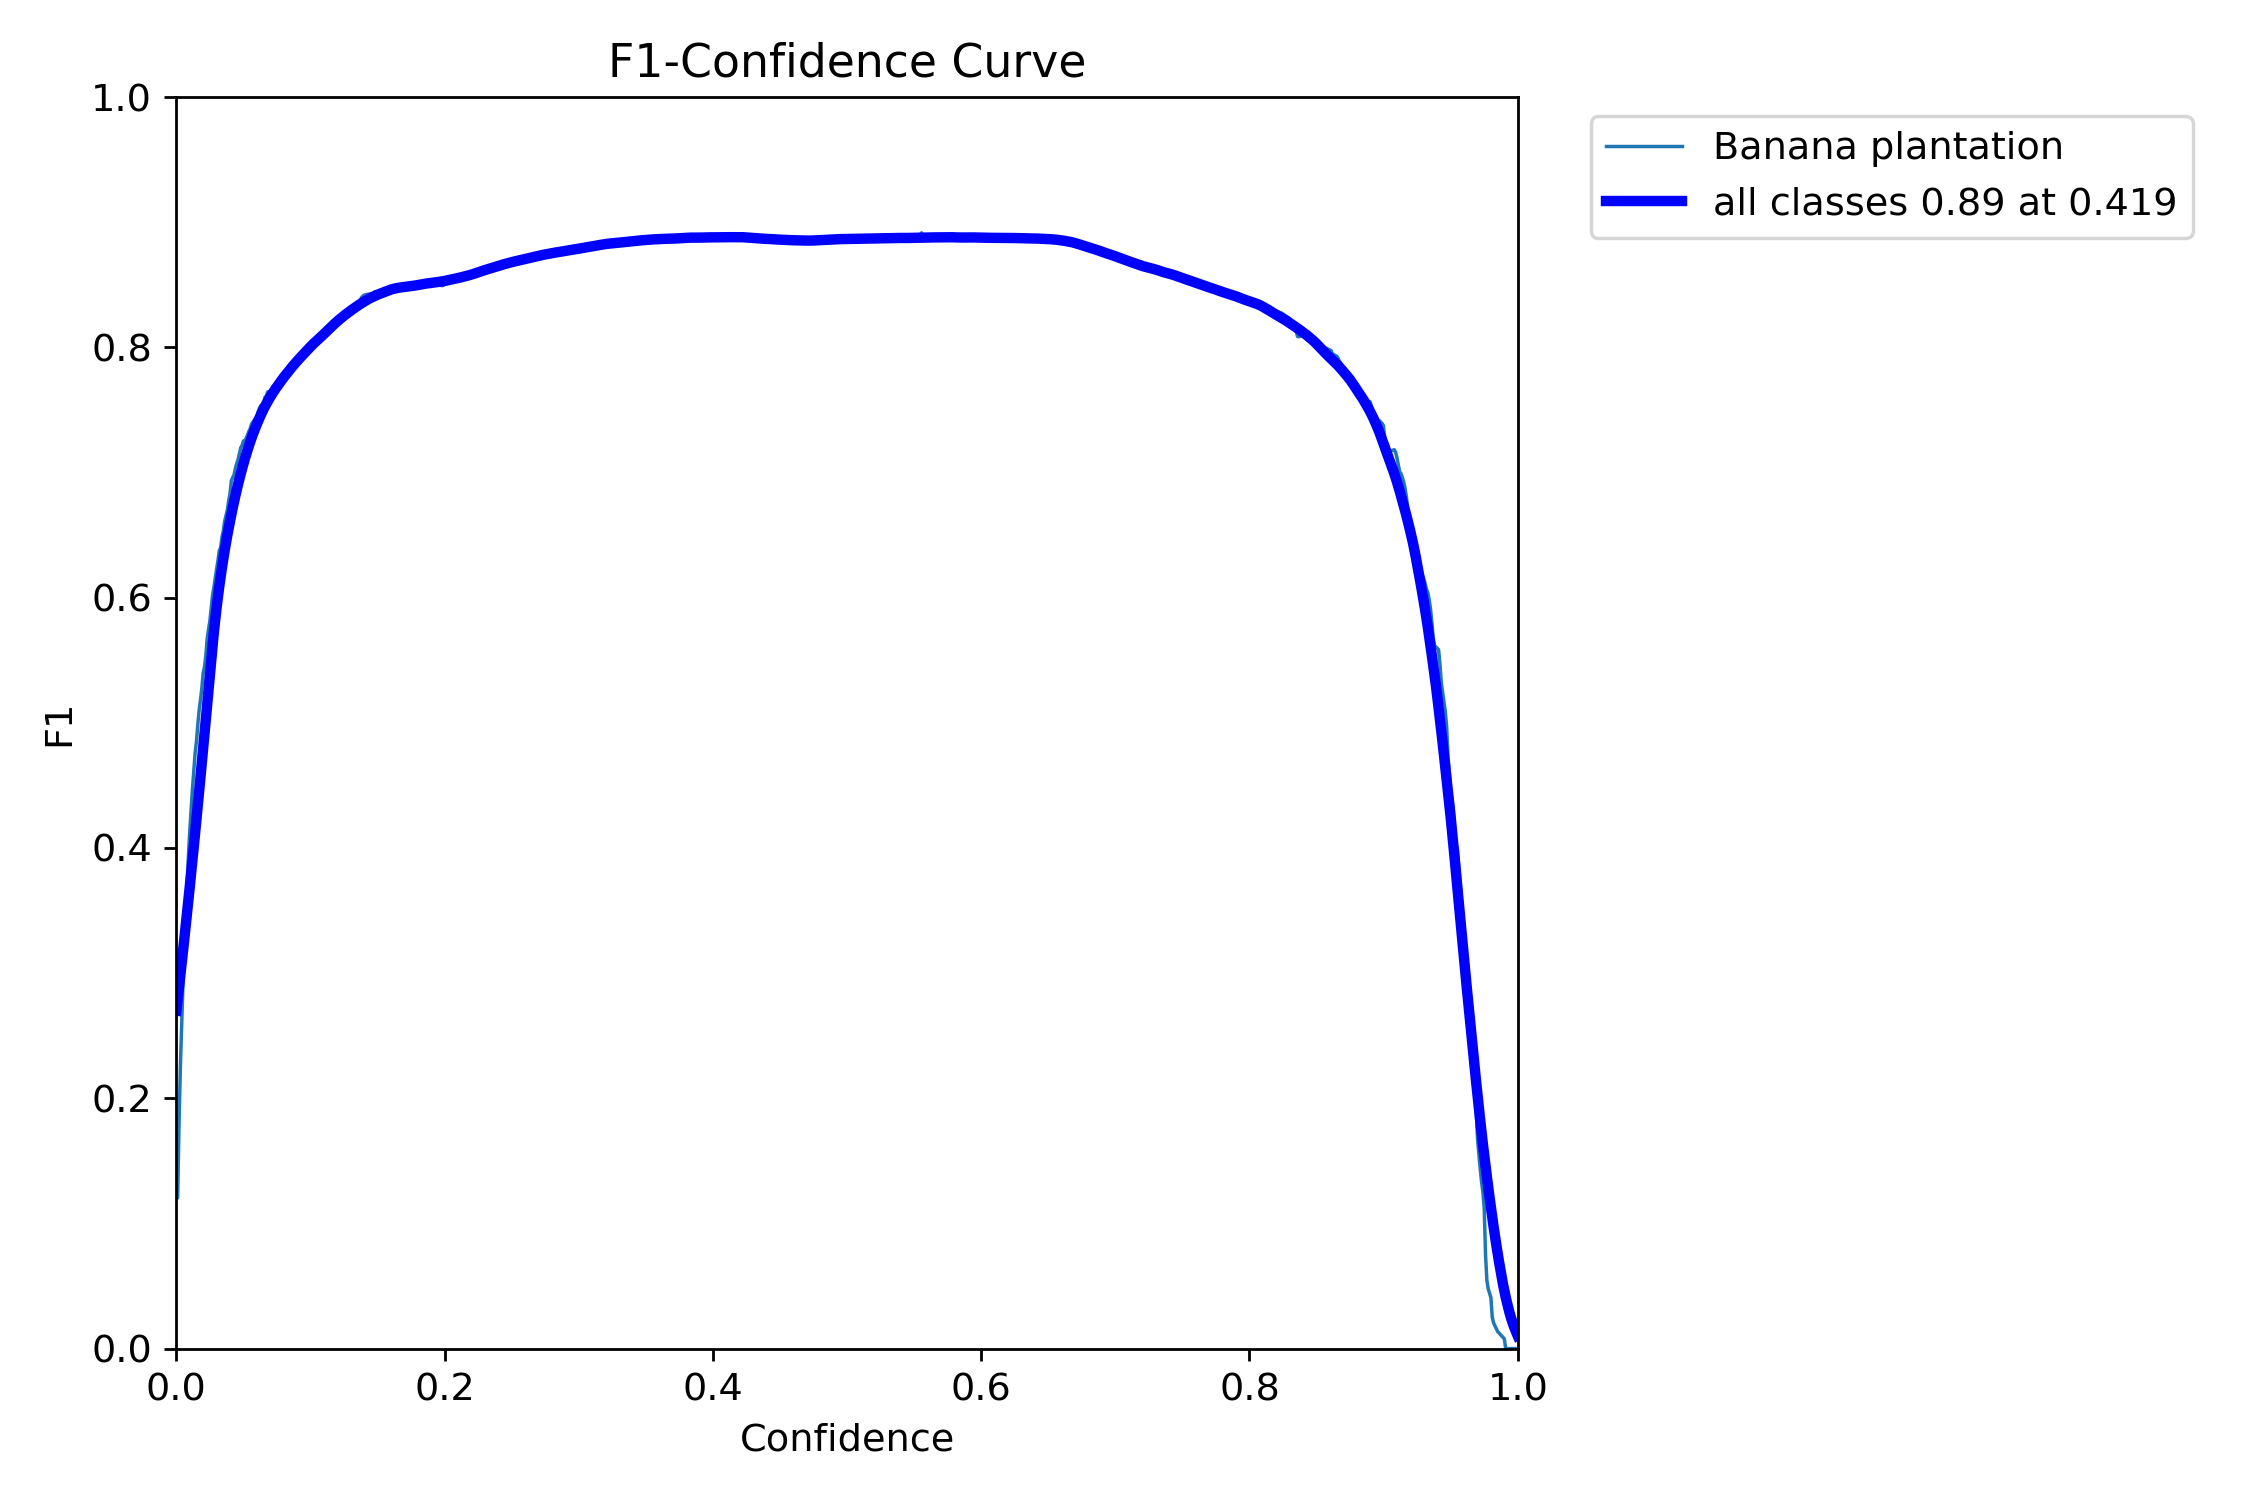 F1-Confidence Curve
1.0
0.8
0.6
0.4
0.2
0.0
F1
0.0 0.2 0.4 0.6 0.8 1.0
Confidence
Banana plantation
all classes 0.89 at 0.419